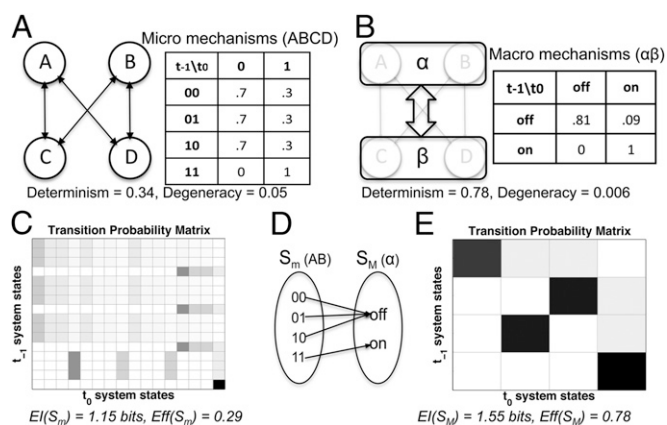 A
Micro mechanisms (ABCD)
A B
C D
t-1\t0 0 1
00 .7 .3
01 .7 .3
10 .7 .3
11 0 1
Determinism = 0.34, Degeneracy = 0.05
B
Macro mechanisms (αβ)
A α B
C β D
t-1\t0 off on
off .81 .09
on 0 1
Determinism = 0.78, Degeneracy = 0.006
C
Transition Probability Matrix
t-1 system states
t0 system states
EI(Sm) = 1.15 bits, Eff(Sm) = 0.29
D
Sm (AB) SM (α)
00
01 off
10
11 on
E
Transition Probability Matrix
t-1 system states
t0 system states
EI(SM) = 1.55 bits, Eff(SM) = 0.78